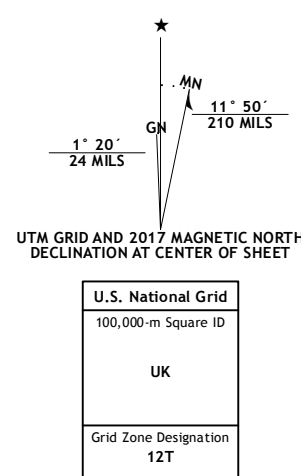 MN
GN
11° 50´
210 MILS
1° 20´
24 MILS
UTM GRID AND 2017 MAGNETIC NORTH
DECLINATION AT CENTER OF SHEET
U.S. National Grid
100,000-m Square ID
UK
Grid Zone Designation
12T